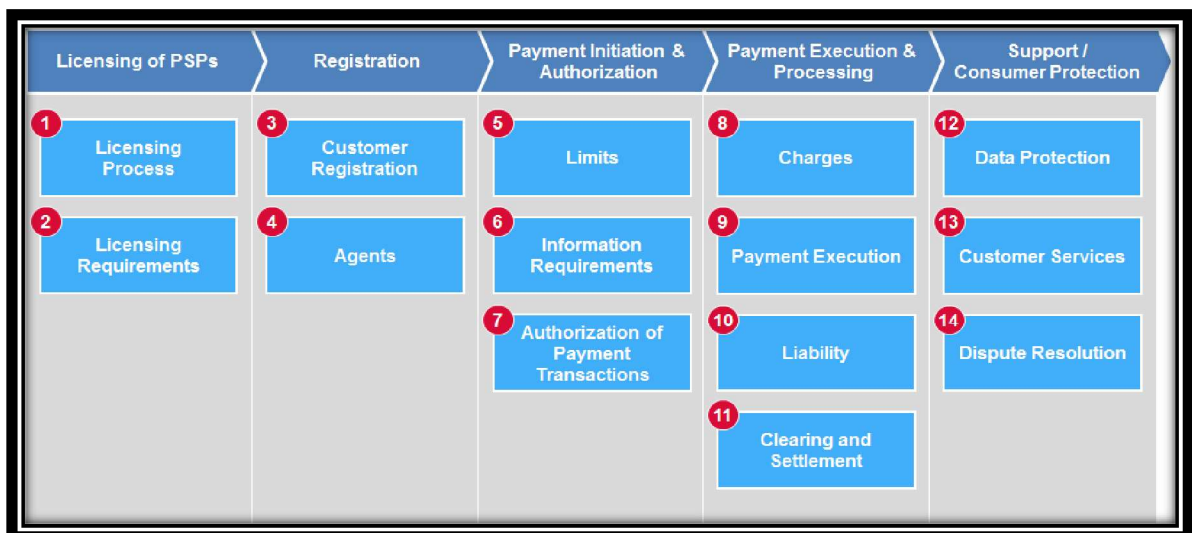 Licensing of PSPs
Registration
Payment Initiation &
Authorization
Payment Execution &
Processing
Support /
Consumer Protection
1
Licensing
Process
2
Licensing
Requirements
3
Customer
Registration
4
Agents
5
Limits
6
Information
Requirements
7
Authorization of
Payment
Transactions
8
Charges
9
Payment Execution
10
Liability
11
Clearing and
Settlement
12
Data Protection
13
Customer Services
14
Dispute Resolution